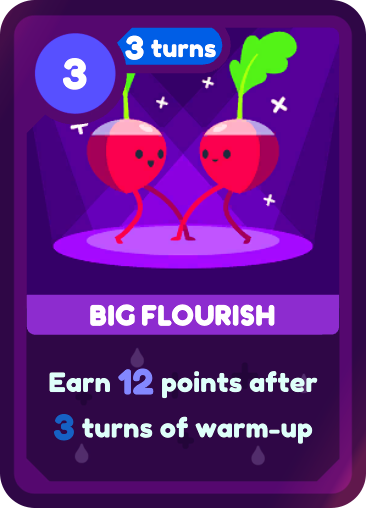 3
3 turns
BIG FLOURISH
Earn 12 points after
3 turns of warm-up